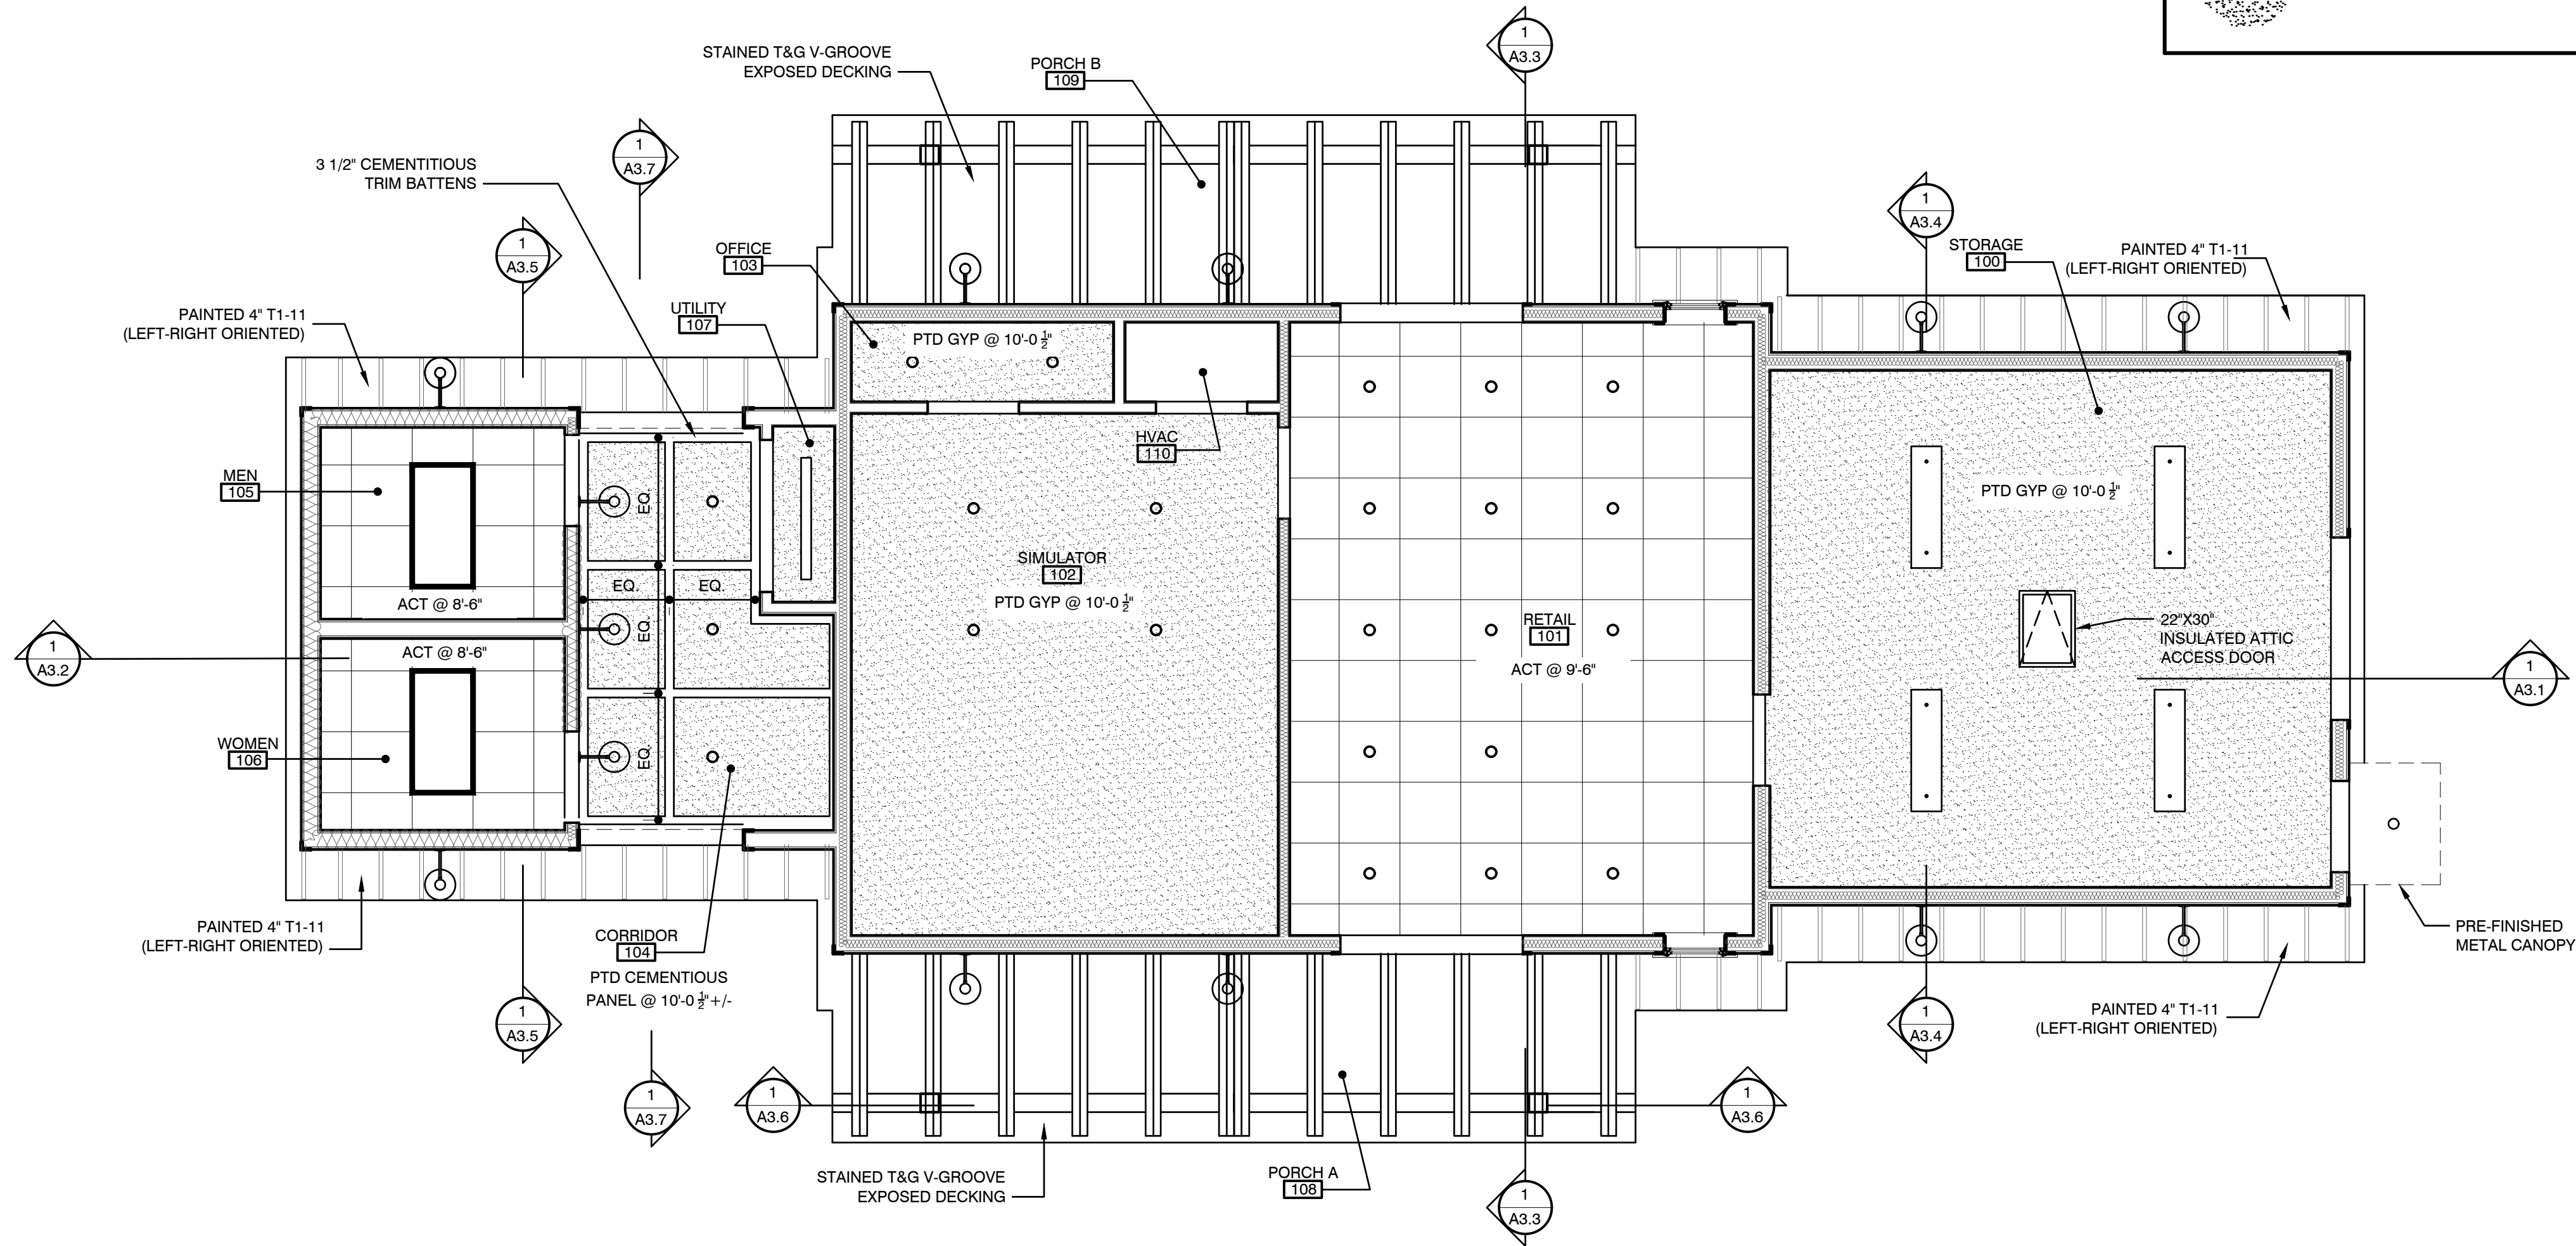 1
A3.3
STAINED T&G V-GROOVE
EXPOSED DECKING
PORCH B
109
1
A3.7
3 1/2" CEMENTITIOUS
TRIM BATTENS
1
A3.4
1
A3.5
OFFICE
103
STORAGE
100
PAINTED 4" T1-11
(LEFT-RIGHT ORIENTED)
PAINTED 4" T1-11
(LEFT-RIGHT ORIENTED)
UTILITY
107
PTD GYP @ 10'-0 1/2"
HVAC
110
MEN
105
EQ.
PTD GYP @ 10'-0 1/2"
SIMULATOR
102
PTD GYP @ 10'-0 1/2"
EQ.
EQ.
ACT @ 8'-6"
EQ.
RETAIL
101
ACT @ 9'-6"
22"X30"
INSULATED ATTIC
ACCESS DOOR
1
A3.2
ACT @ 8'-6"
1
A3.1
WOMEN
106
EQ.
PAINTED 4" T1-11
(LEFT-RIGHT ORIENTED)
CORRIDOR
104
PTD CEMENTIOUS
PANEL @ 10'-0 1/2"+/-
PRE-FINISHED
METAL CANOPY
1
A3.5
1
A3.4
PAINTED 4" T1-11
(LEFT-RIGHT ORIENTED)
1
A3.7
1
A3.6
1
A3.6
STAINED T&G V-GROOVE
EXPOSED DECKING
PORCH A
108
1
A3.3